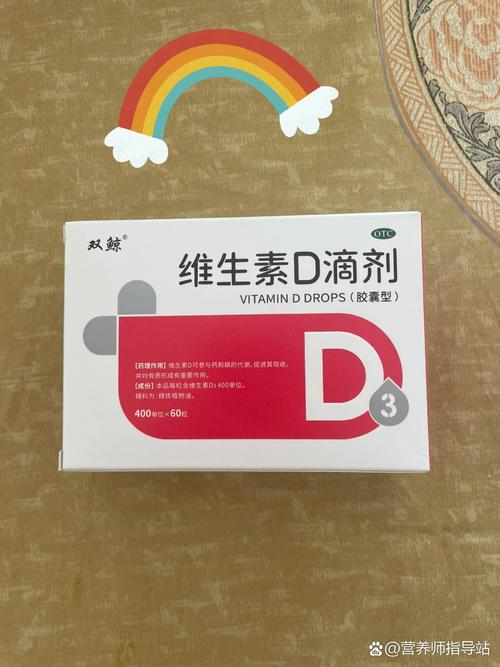 双鲸®
OTC
维生素D滴剂
VITAMIN D DROPS（胶囊型）
【药理作用】维生素D可参与钙和磷的代谢，促进其吸收，
并对骨质形成有重要作用。
【成份】本品每粒含维生素D₃400单位。
辅料为：精炼植物油。
400单位×60粒
D
3
@营养师指导站